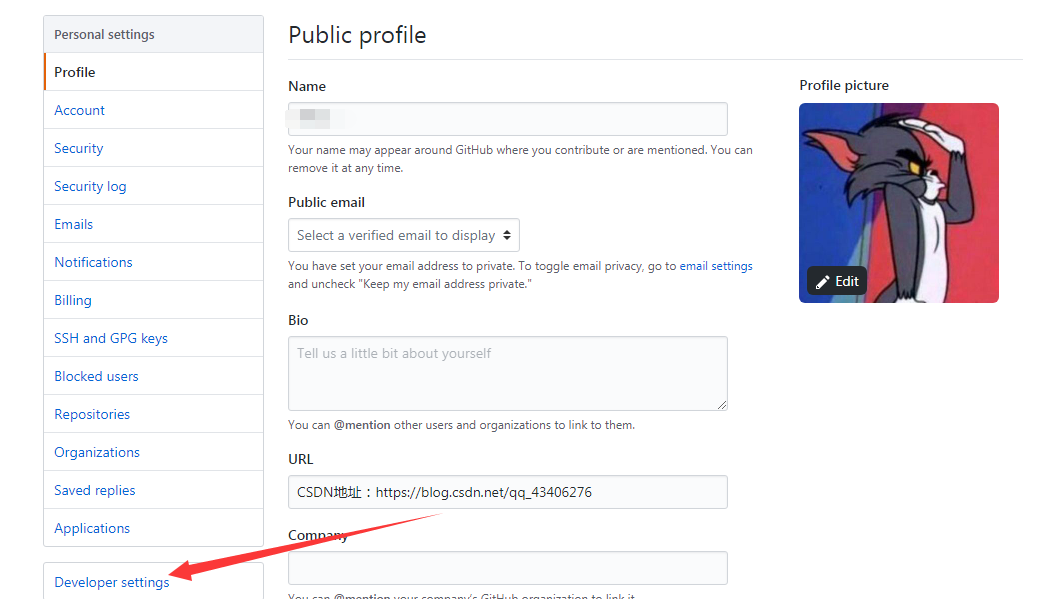 Personal settings
Profile
Account
Security
Security log
Emails
Notifications
Billing
SSH and GPG keys
Blocked users
Repositories
Organizations
Saved replies
Applications
Developer settings
Public profile
Name
Your name may appear around GitHub where you contribute or are mentioned. You can
remove it at any time.
Public email
Select a verified email to display
You have set your email address to private. To toggle email privacy, go to email settings
and uncheck "Keep my email address private."
Bio
Tell us a little bit about yourself
You can @mention other users and organizations to link to them.
URL
CSDN地址：https://blog.csdn.net/qq_43406276
Company
You can @mention your company's GitHub organization to link it.
Profile picture
Edit